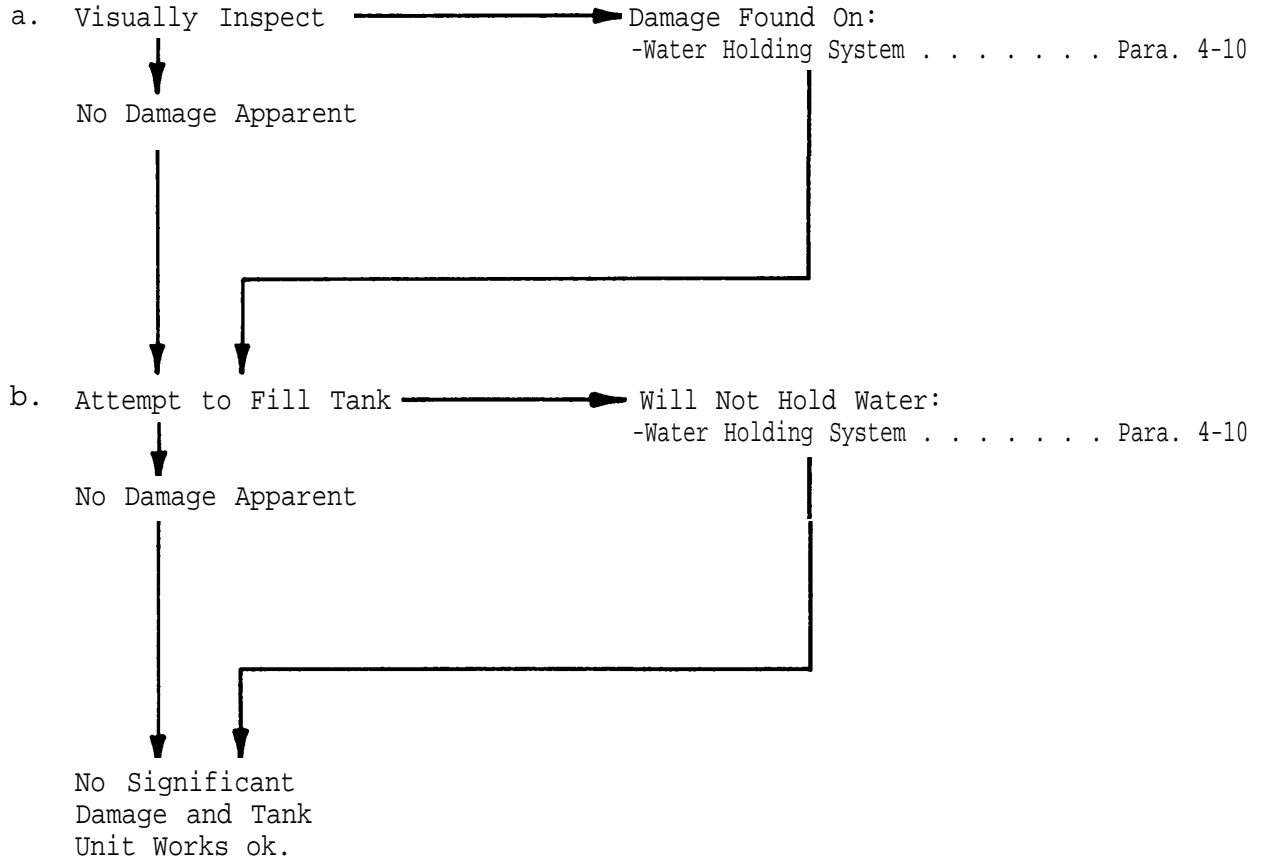 a. Visually Inspect
Damage Found On:
-Water Holding System . . . . . . . Para. 4-10
No Damage Apparent
b. Attempt to Fill Tank
Will Not Hold Water:
-Water Holding System . . . . . . . Para. 4-10
No Damage Apparent
No Significant
Damage and Tank
Unit Works ok.